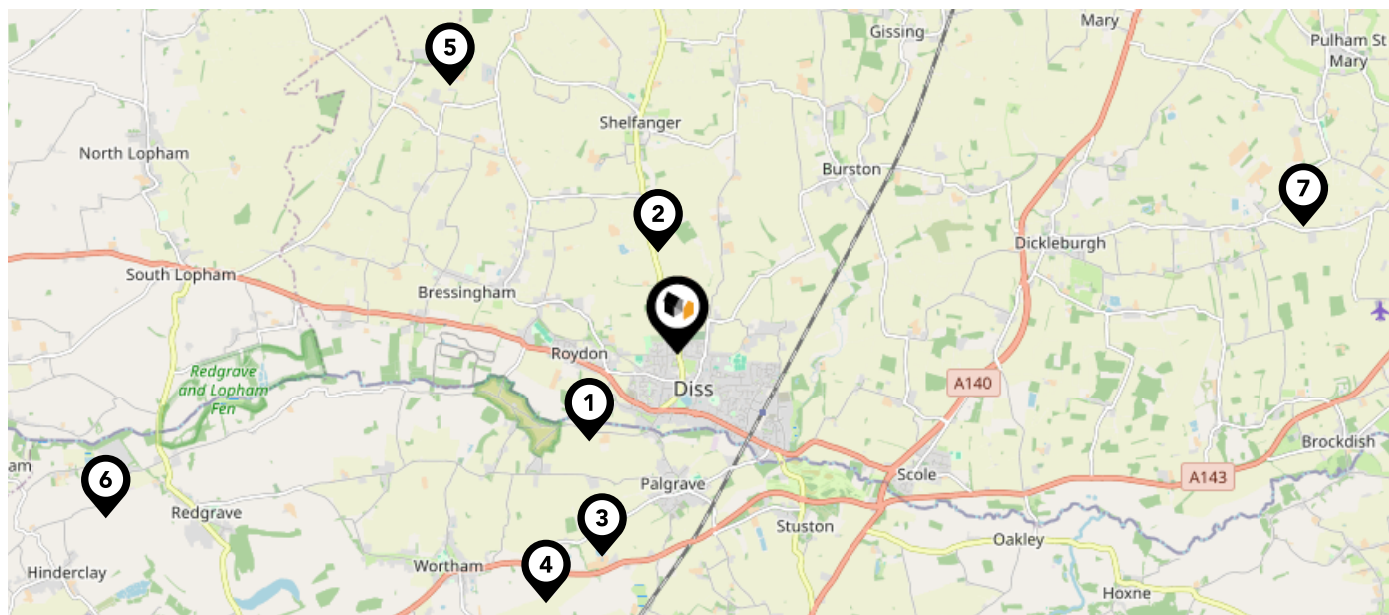 Mary
Gissing
Pulham St
Mary
5
Shelfanger
North Lopham
Burston
7
2
Dickleburgh
South Lopham
Bressingham
Roydon
Redgrave
and Lopham
Fen
Diss
A140
1
Brockdish
am
Scole
A143
6
Palgrave
Redgrave
3
Stuston
Oakley
4
Wortham
Hinderclay
Hoxne